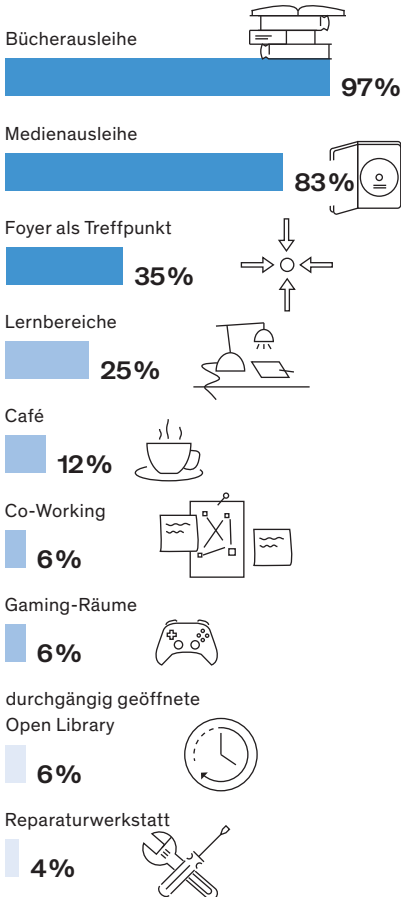 Bücherausleihe
97%
Medienausleihe
83%
Foyer als Treffpunkt
35%
Lernbereiche
25%
Café
12%
Co-Working
6%
Gaming-Räume
6%
durchgängig geöffnete
Open Library
6%
Reparaturwerkstatt
4%